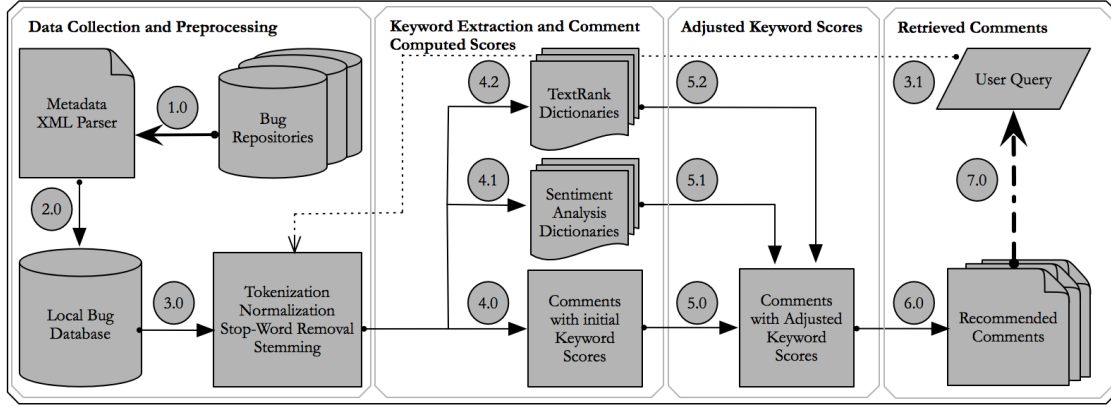 Data Collection and Preprocessing
Metadata
XML Parser
1.0
Bug
Repositories
2.0
Local Bug
Database
3.0
Tokenization
Normalization
Stop-Word Removal
Stemming
Keyword Extraction and Comment
Computed Scores
4.2
TextRank
Dictionaries
4.1
Sentiment
Analysis
Dictionaries
4.0
Comments
with initial
Keyword
Scores
Adjusted Keyword Scores
5.2
5.1
5.0
Comments
with Adjusted
Keyword
Scores
Retrieved Comments
3.1
User Query
7.0
6.0
Recommended
Comments